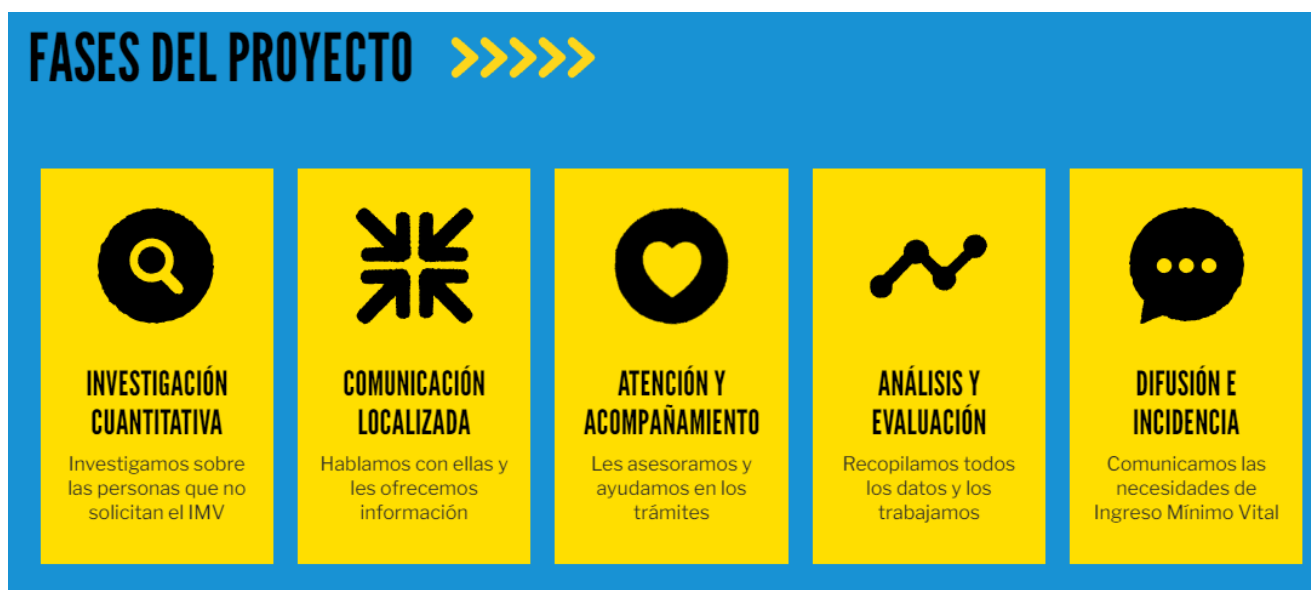 FASES DEL PROYECTO >>>>>
INVESTIGACIÓN
CUANTITATIVA
Investigamos sobre
las personas que no
solicitan el IMV
COMUNICACIÓN
LOCALIZADA
Hablamos con ellas y
les ofrecemos
información
ATENCIÓN Y
ACOMPAÑAMIENTO
Les asesoramos y
ayudamos en los
trámites
ANÁLISIS Y
EVALUACIÓN
Recopilamos todos
los datos y los
trabajamos
DIFUSIÓN E
INCIDENCIA
Comunicamos las
necesidades de
Ingreso Mínimo Vital